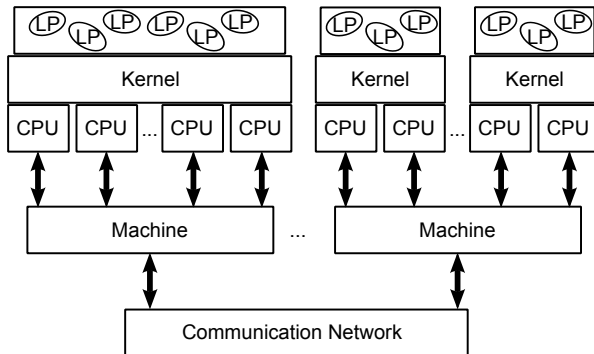 LP LP LP LP LP LP LP LP LP LP LP LP
Kernel Kernel Kernel
CPU CPU ... CPU CPU CPU CPU ... CPU CPU
Machine ... Machine
Communication Network